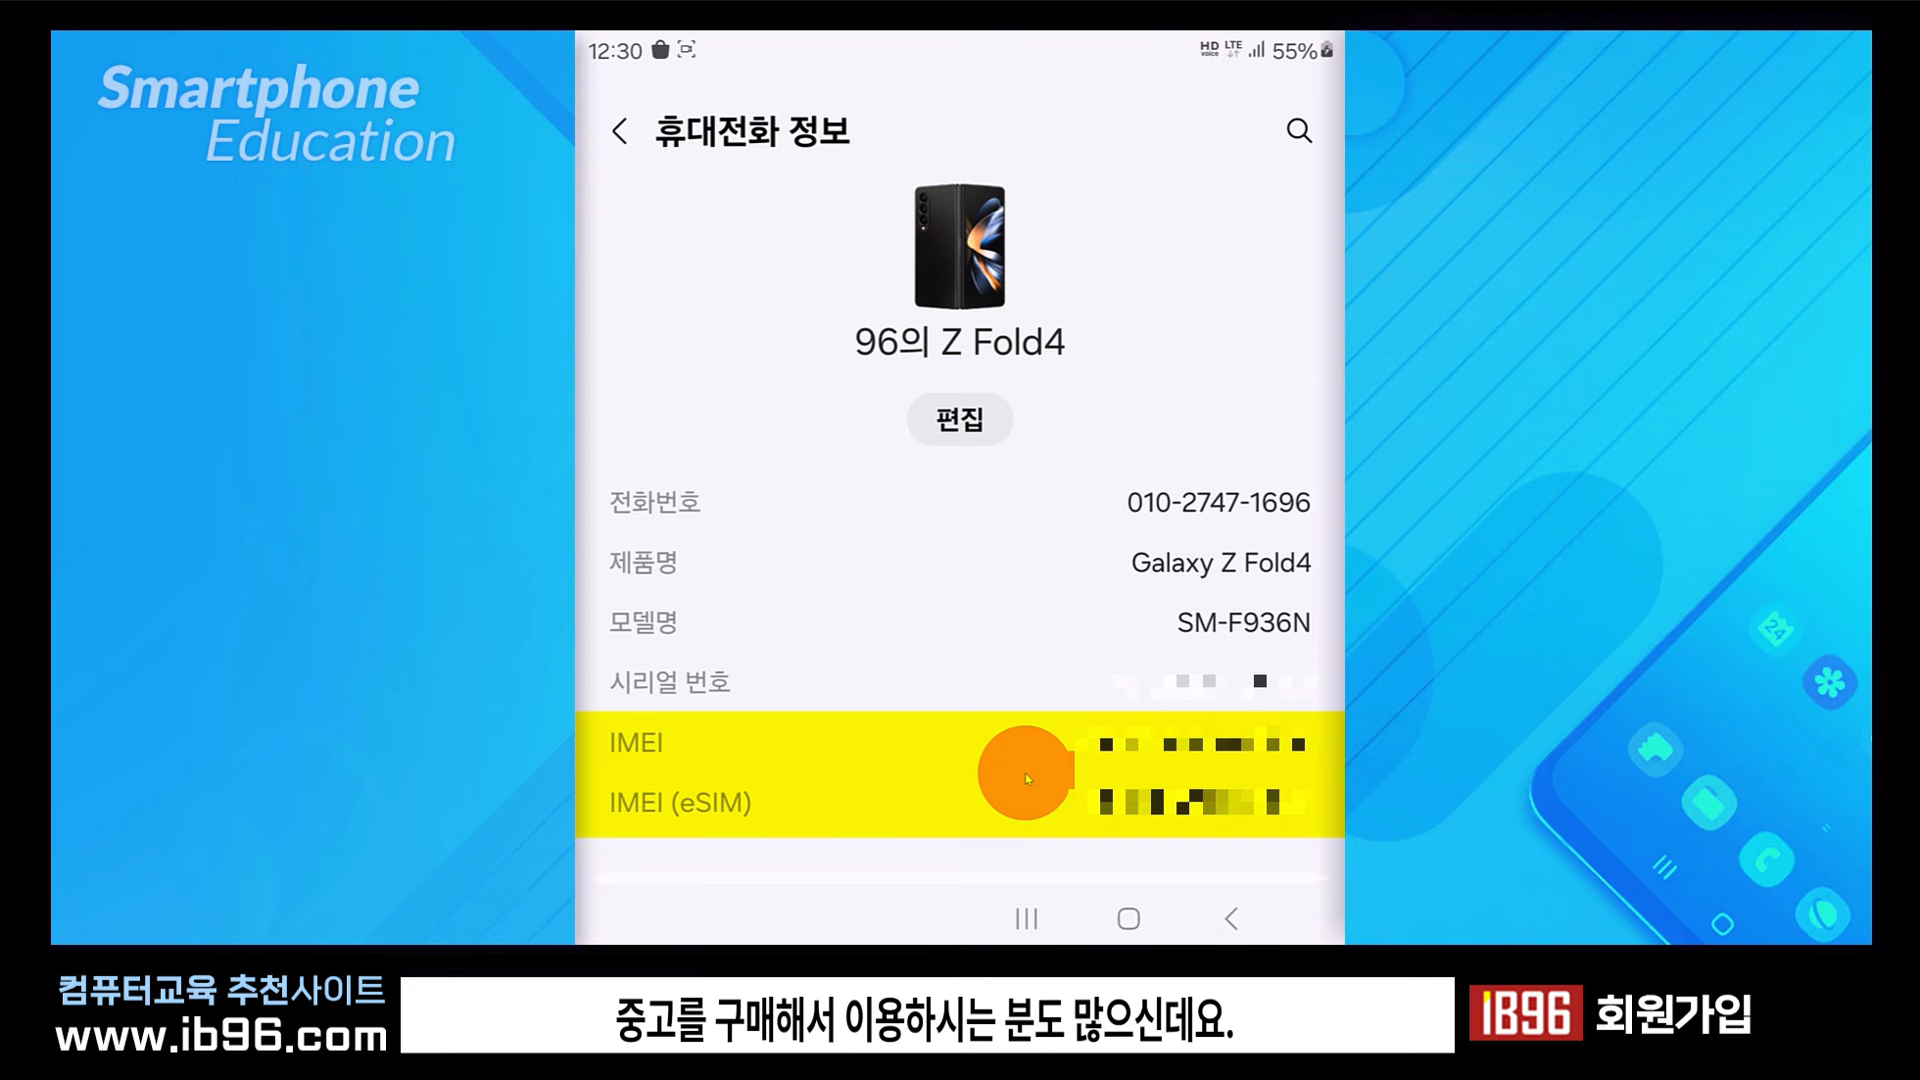 Smartphone
Education
12:30
HD voice LTE 55%
휴대전화 정보
96의 Z Fold4
편집
전화번호 010-2747-1696
제품명 Galaxy Z Fold4
모델명 SM-F936N
시리얼 번호
IMEI
IMEI (eSIM)
24
컴퓨터교육 추천사이트
www.ib96.com
중고를 구매해서 이용하시는 분도 많으신데요.
IB96 회원가입